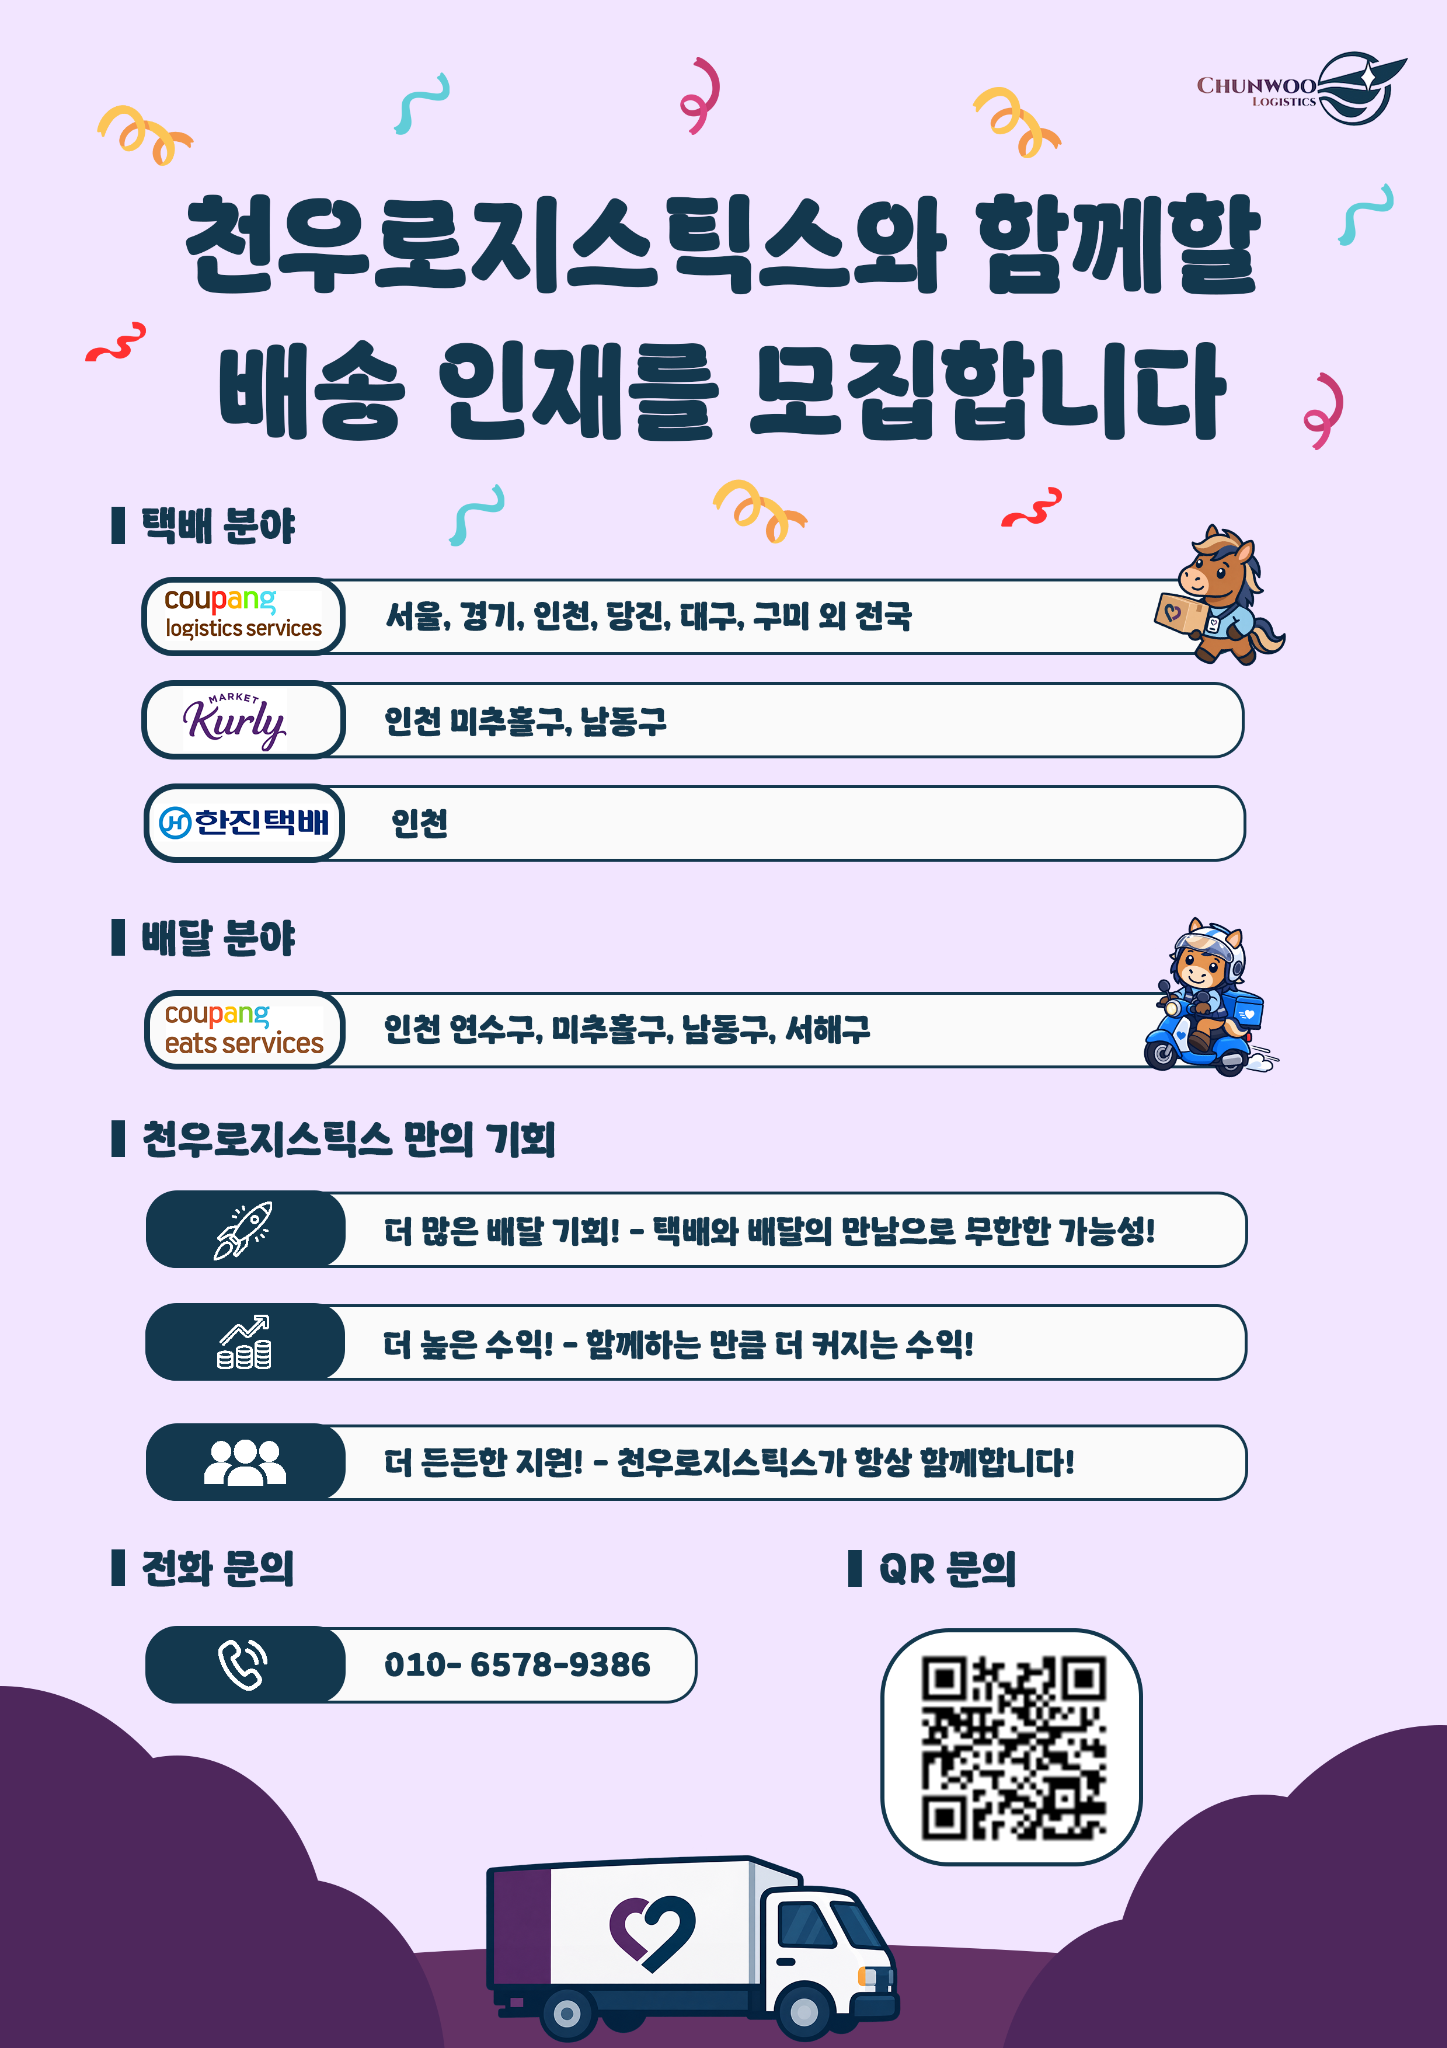 CHUNWOO
LOGISTICS
천우로지스틱스와 함께할
배송 인재를 모집합니다
택배 분야
coupang
logistics services
서울, 경기, 인천, 당진, 대구, 구미 외 전국
MARKET
Kurly
인천 미추홀구, 남동구
한진택배
인천
배달 분야
coupang
eats services
인천 연수구, 미추홀구, 남동구, 서해구
천우로지스틱스 만의 기회
더 많은 배달 기회! - 택배와 배달의 만남으로 무한한 가능성!
더 높은 수익! - 함께하는 만큼 더 커지는 수익!
더 든든한 지원! - 천우로지스틱스가 항상 함께합니다!
전화 문의
010- 6578-9386
QR 문의